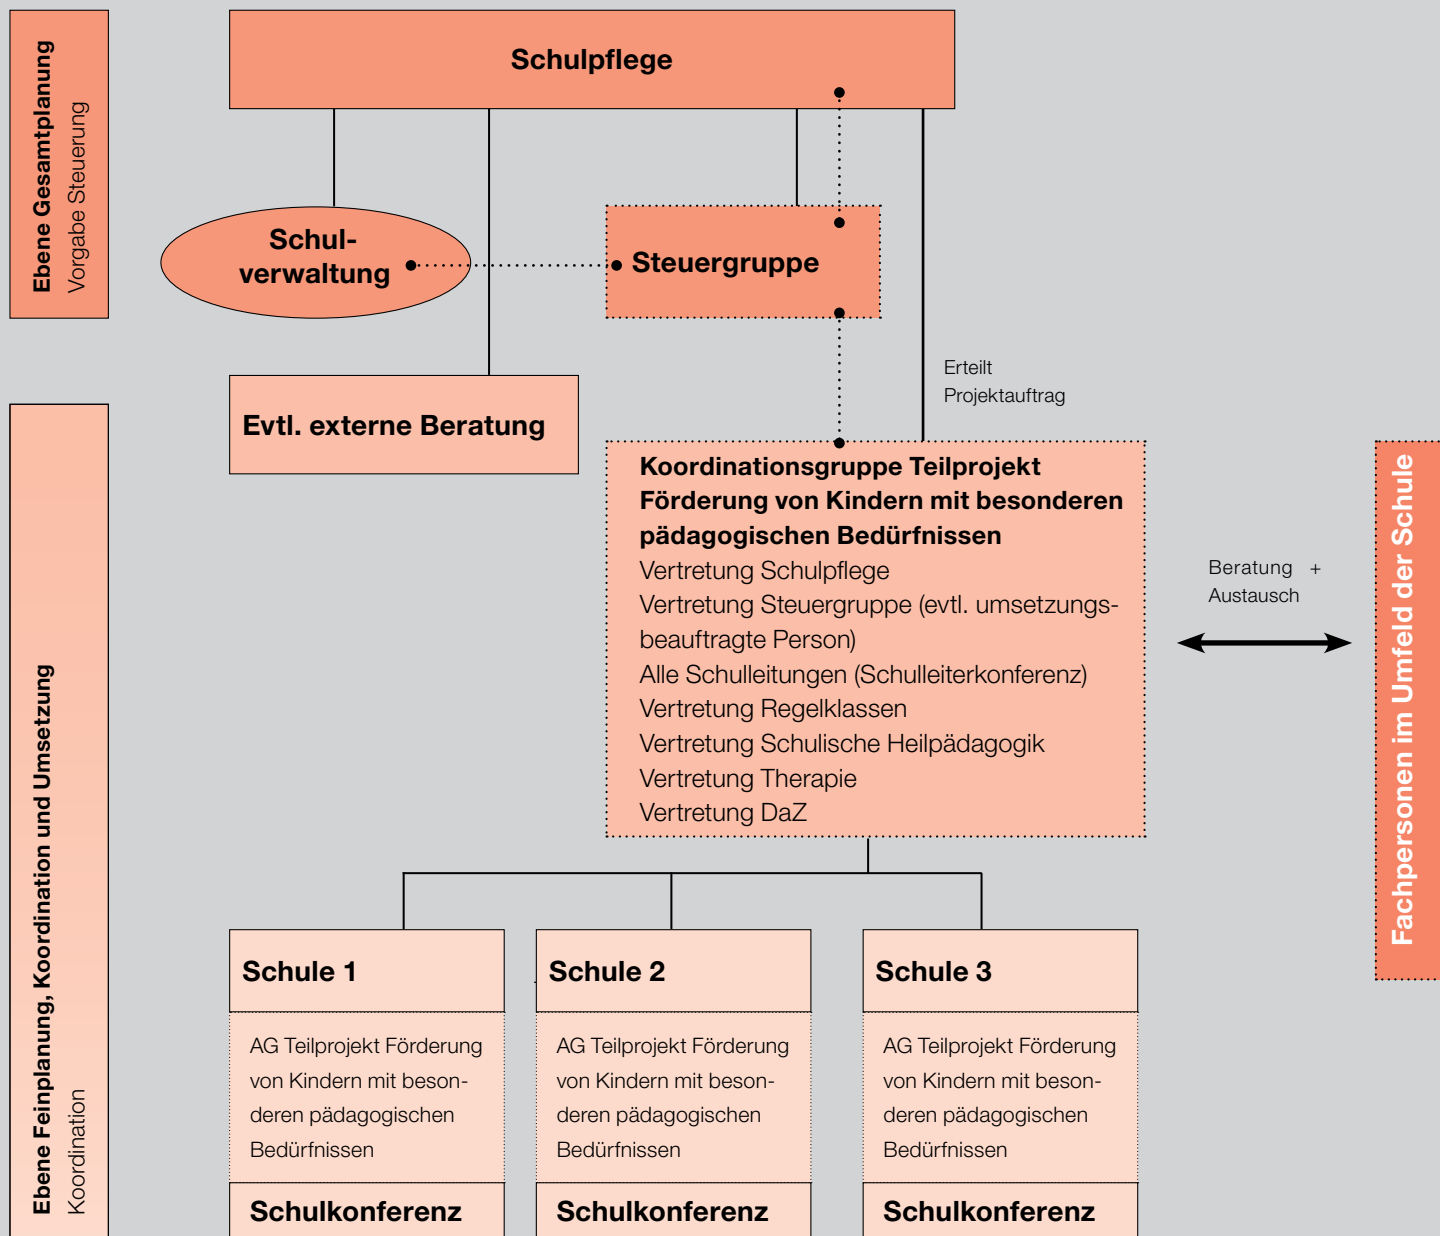 Ebene Gesamtplanung
Vorgabe Steuerung
Schulpflege
Schul-
verwaltung
Steuergruppe
Erteilt
Projektauftrag
Evtl. externe Beratung
Ebene Feinplanung, Koordination und Umsetzung
Koordination
Koordinationsgruppe Teilprojekt
Förderung von Kindern mit besonderen
pädagogischen Bedürfnissen
Vertretung Schulpflege
Vertretung Steuergruppe (evtl. umsetzungs-
beauftragte Person)
Alle Schulleitungen (Schulleiterkonferenz)
Vertretung Regelklassen
Vertretung Schulische Heilpädagogik
Vertretung Therapie
Vertretung DaZ
Beratung +
Austausch
Fachpersonen im Umfeld der Schule
Schule 1
AG Teilprojekt Förderung
von Kindern mit beson-
deren pädagogischen
Bedürfnissen
Schulkonferenz
Schule 2
AG Teilprojekt Förderung
von Kindern mit beson-
deren pädagogischen
Bedürfnissen
Schulkonferenz
Schule 3
AG Teilprojekt Förderung
von Kindern mit beson-
deren pädagogischen
Bedürfnissen
Schulkonferenz